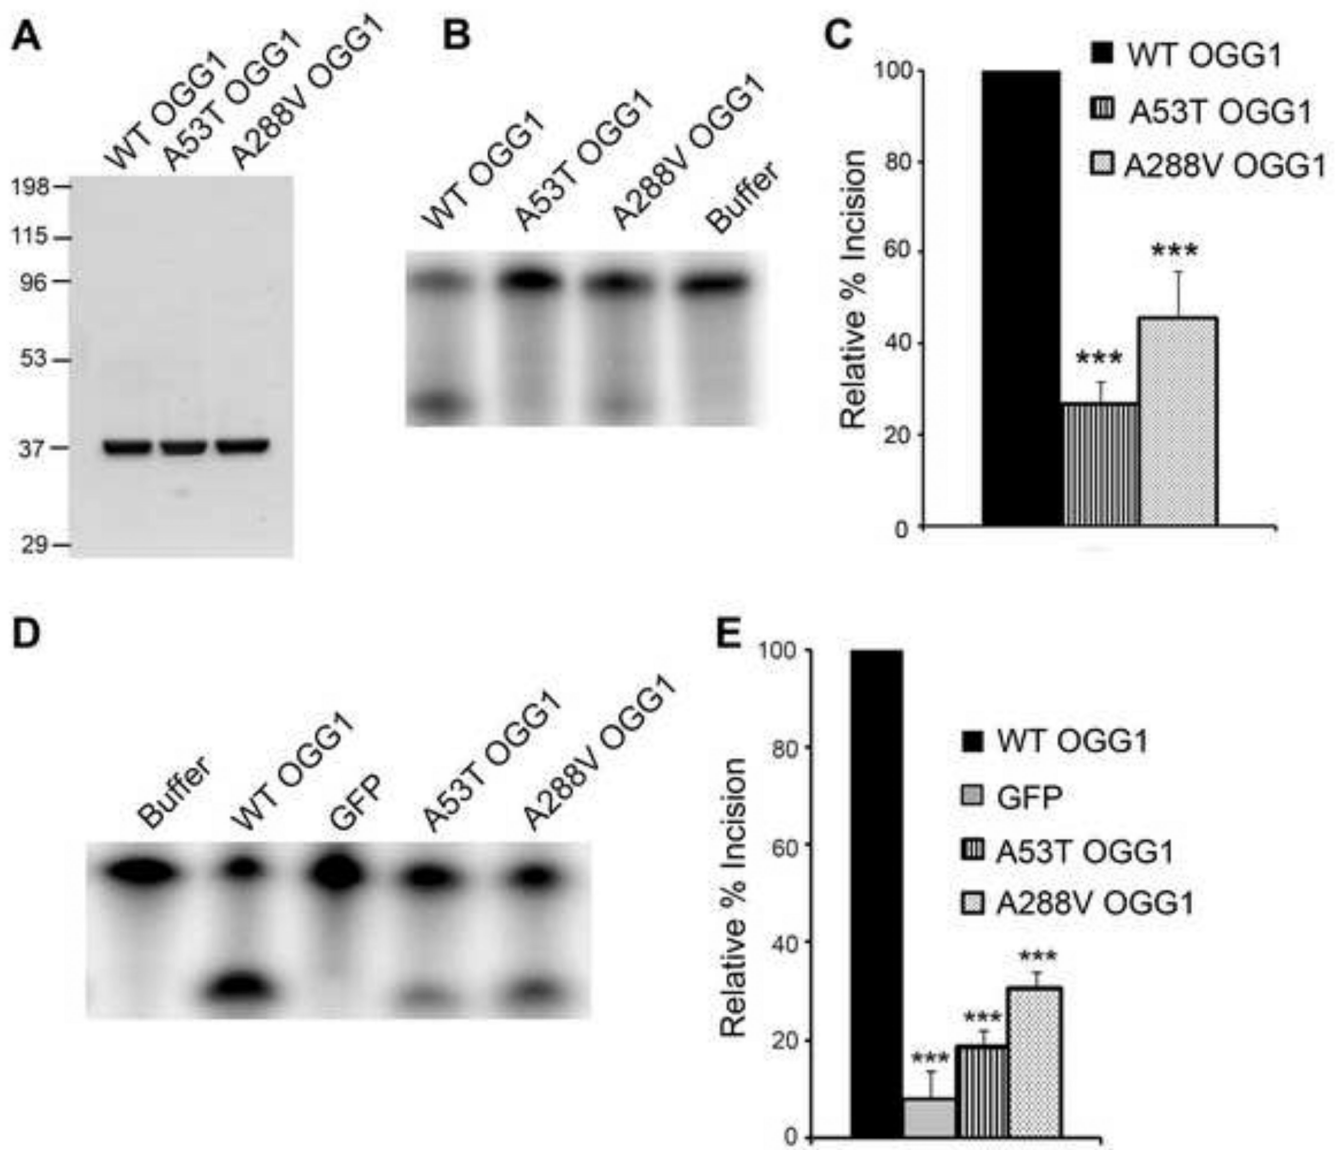 A
WT OGG1
A53T OGG1
A288V OGG1
198
115
96
53
37
29
B
WT OGG1
A53T OGG1
A288V OGG1
Buffer
C
WT OGG1
A53T OGG1
A288V OGG1
Relative % Incision
100
80
60
40
20
0
***
***
D
Buffer
WT OGG1
GFP
A53T OGG1
A288V OGG1
E
WT OGG1
GFP
A53T OGG1
A288V OGG1
Relative % Incision
100
80
60
40
20
0
***
***
***